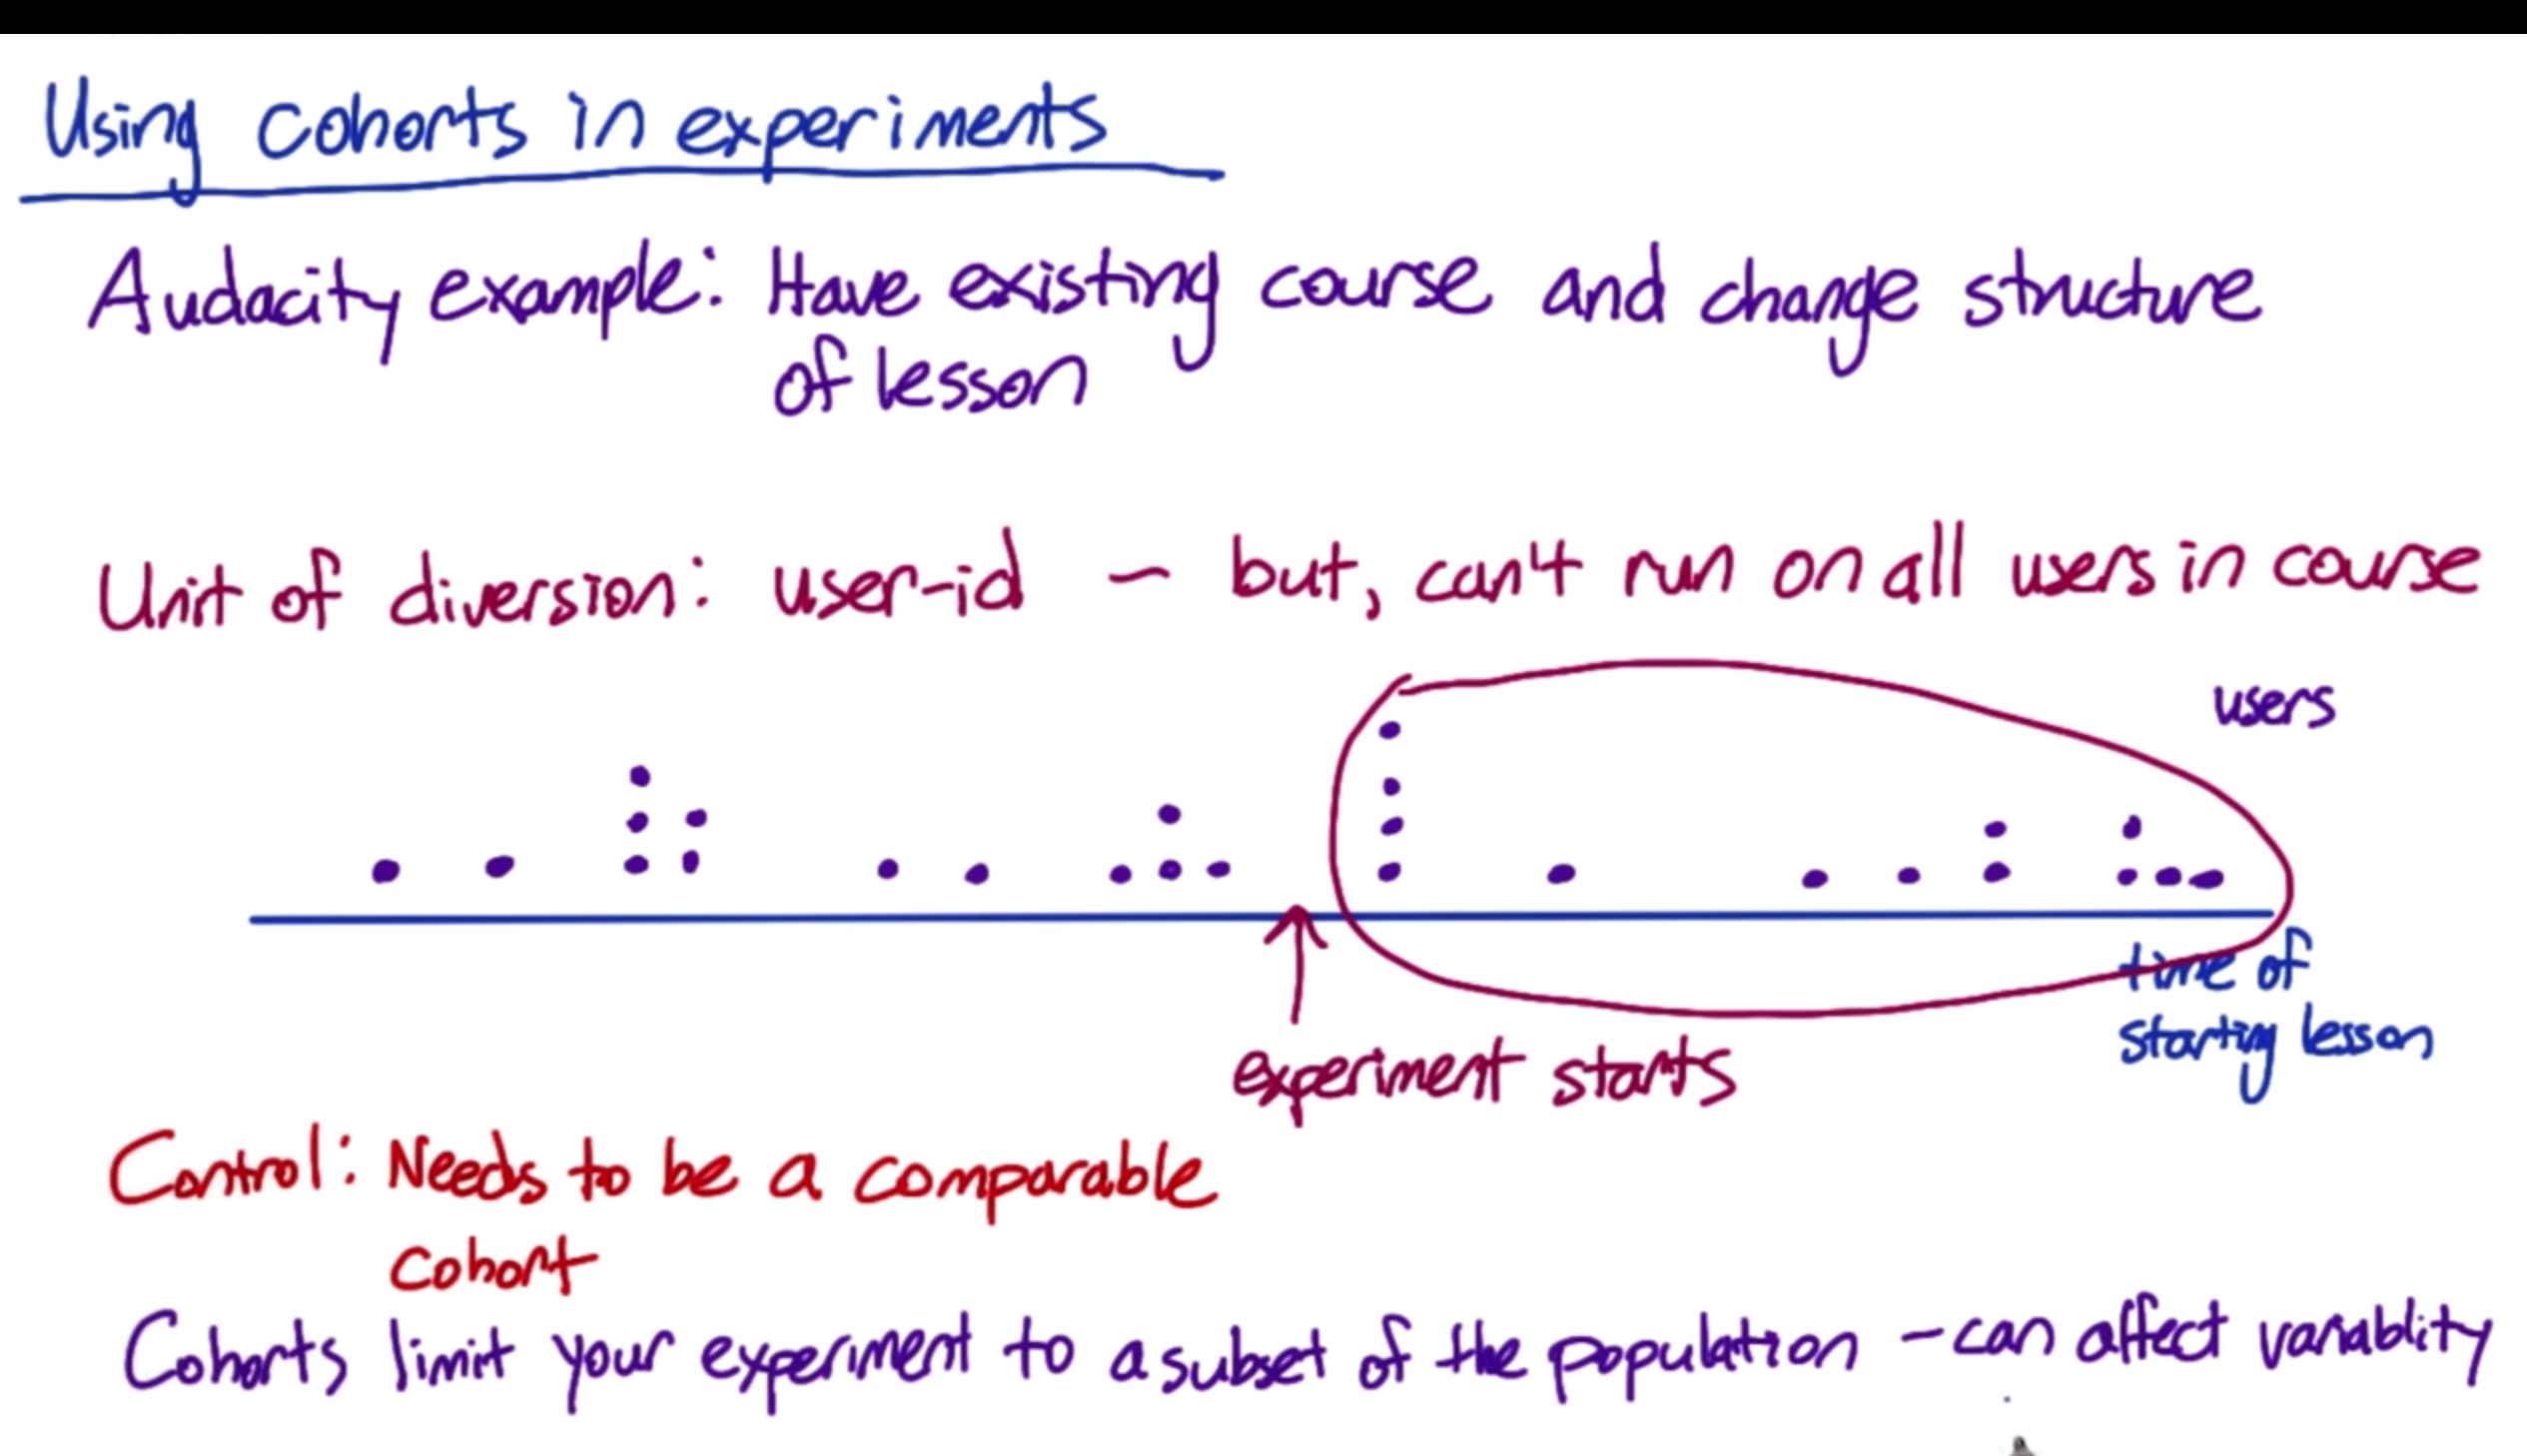 Using cohorts in experiments
Audacity example: Have existing course and change structure
of lesson
Unit of diversion: user-id - but, can't run on all users in course
users
time of
starting lesson
experiment starts
Control: Needs to be a comparable
cohort
Cohorts limit your experiment to a subset of the population - can affect variablity